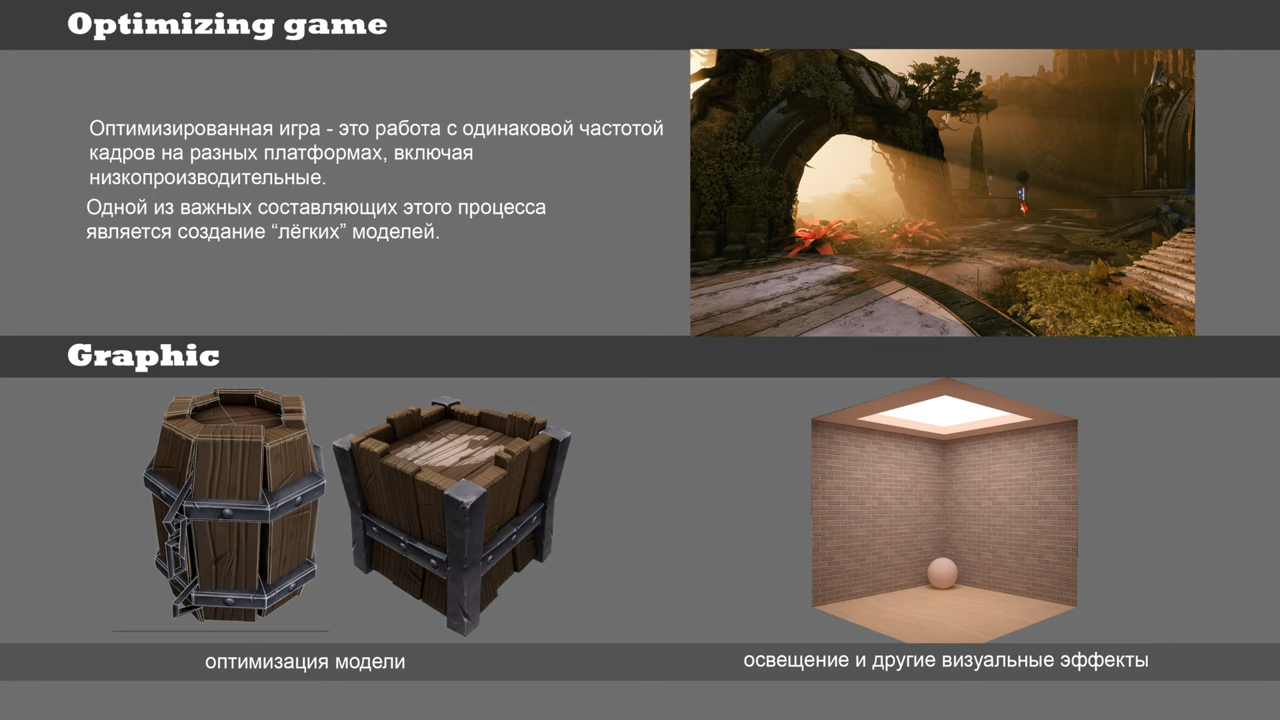 Optimizing game
Оптимизированная игра - это работа с одинаковой частотой
кадров на разных платформах, включая
низкопроизводительные.
Одной из важных составляющих этого процесса
является создание “лёгких” моделей.
Graphic
оптимизация модели
освещение и другие визуальные эффекты